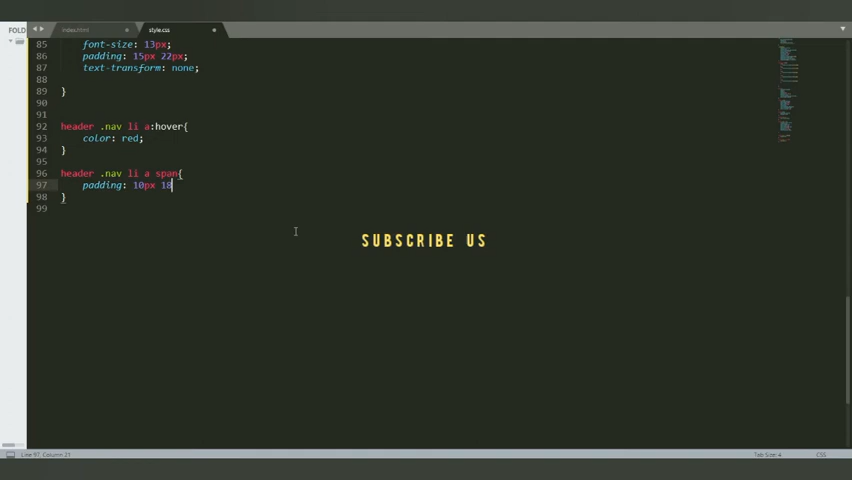 FOLD
index.html
style.css
85 font-size: 13px;
86 padding: 15px 22px;
87 text-transform: none;
88
89 }
90
91
92 header .nav li a:hover{
93 color: red;
94 }
95
96 header .nav li a span{
97 padding: 10px 18
98 }
99
SUBSCRIBE US
Line 97, Column 21
Tab Size: 4
CSS